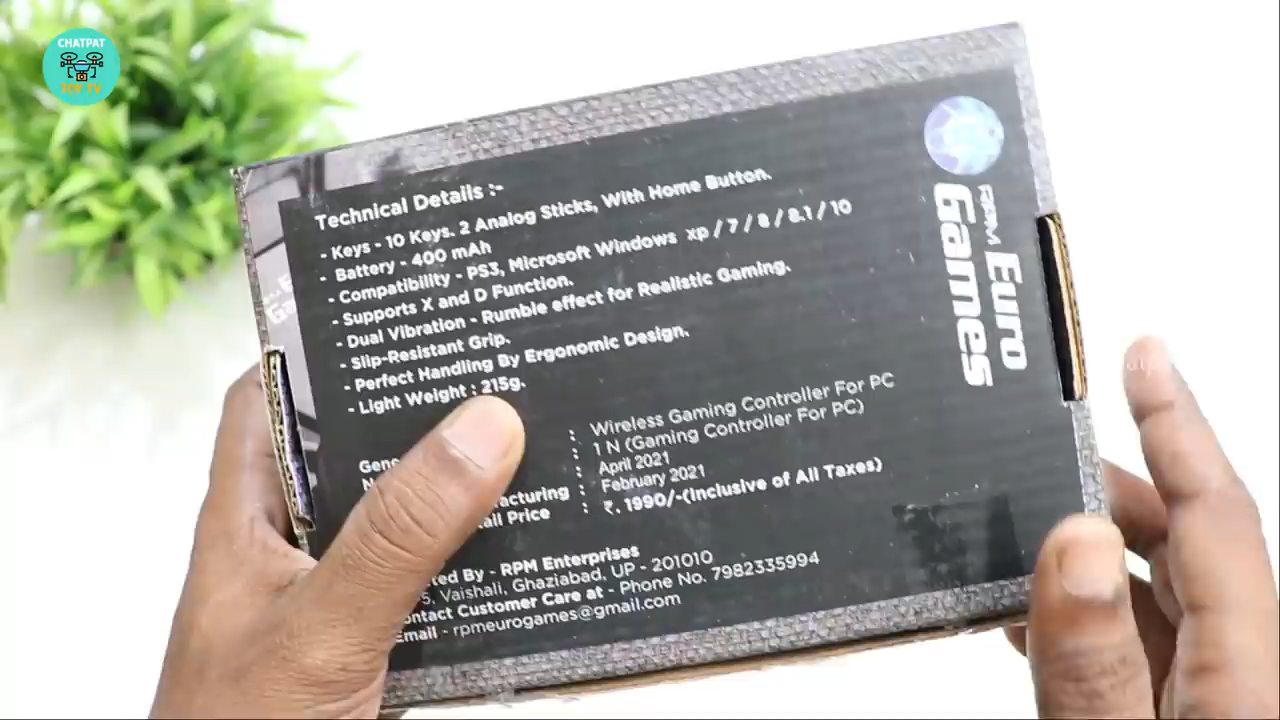 CHATPAT
TOY TV
Technical Details :-
- Keys - 10 Keys. 2 Analog Sticks, With Home Button.
- Battery - 400 mAh
- Compatibility - PS3, Microsoft Windows xp / 7 / 8 / 8.1 / 10
- Supports X and D Function.
- Dual Vibration - Rumble effect for Realistic Gaming.
- Slip-Resistant Grip.
- Perfect Handling By Ergonomic Design.
- Light Weight : 215g.
: Wireless Gaming Controller For PC
: 1 N (Gaming Controller For PC)
: April 2021
: February 2021
Price : ₹. 1990/-(Inclusive of All Taxes)
By - RPM Enterprises
5, Vaishali, Ghaziabad, UP - 201010
Customer Care at - Phone No. 7982335994
Email - rpmeurogames@gmail.com
RPM Euro
Games